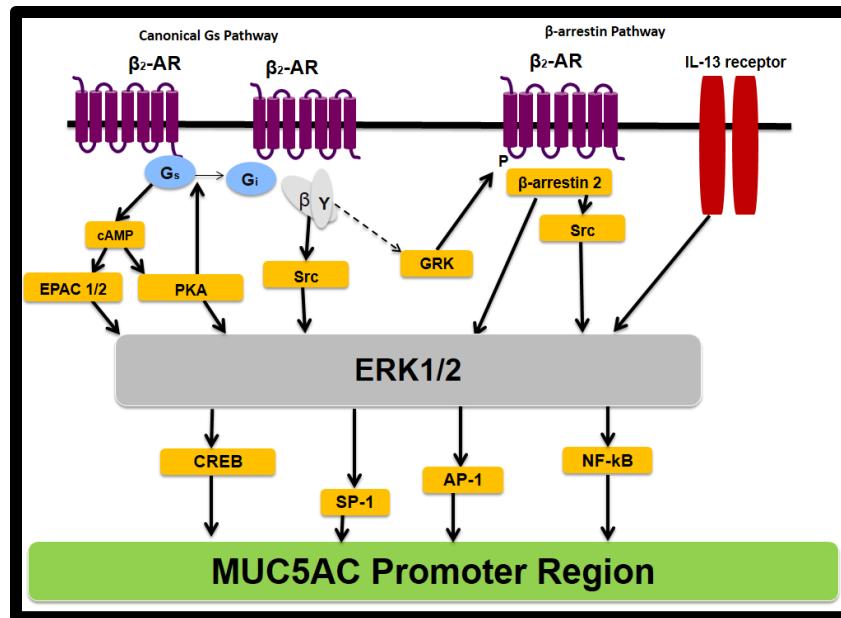 Canonical Gs Pathway
β-arrestin Pathway
β₂-AR
β₂-AR
β₂-AR
IL-13 receptor
Gs
Gi
β
Y
P
β-arrestin 2
cAMP
Src
GRK
EPAC 1/2
PKA
Src
ERK1/2
CREB
SP-1
AP-1
NF-kB
MUC5AC Promoter Region